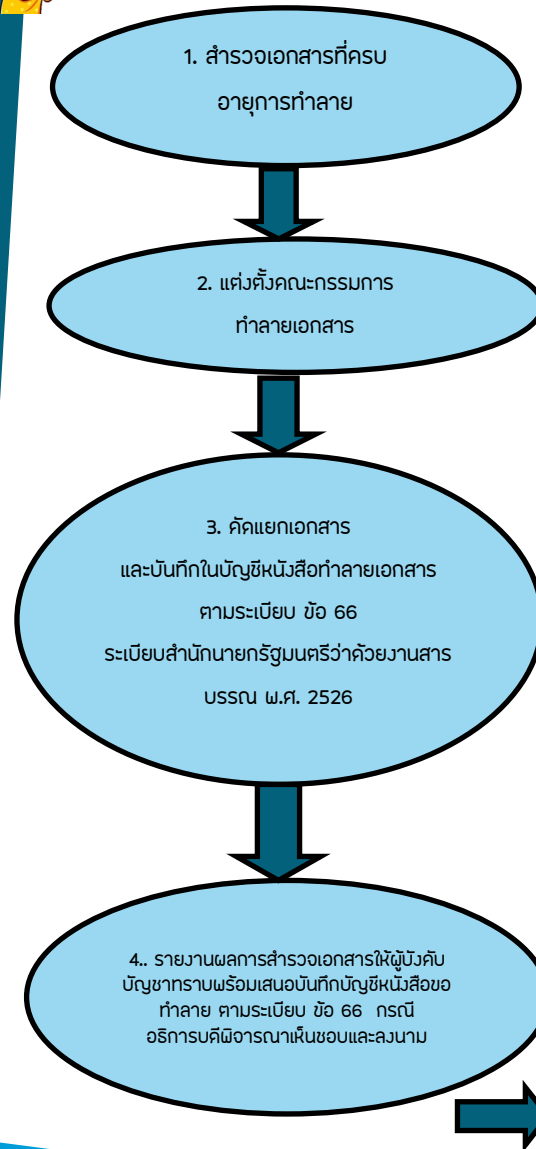 1. สำรวจเอกสารที่ครบ
อายุการทำลาย
2. แต่งตั้งคณะกรรมการ
ทำลายเอกสาร
3. คัดแยกเอกสาร
และบันทึกในบัญชีหนังสือทำลายเอกสาร
ตามระเบียบ ข้อ 66
ระเบียบสำนักนายกรัฐมนตรีว่าด้วยงานสาร
บรรณ พ.ศ. 2526
4.. รายงานผลการสำรวจเอกสารให้ผู้บังคับ
บัญชาทราบพร้อมเสนอบันทึกบัญชีหนังสือขอ
ทำลาย ตามระเบียบ ข้อ 66 กรณี
อธิการบดีพิจารณาเห็นชอบและลงนาม